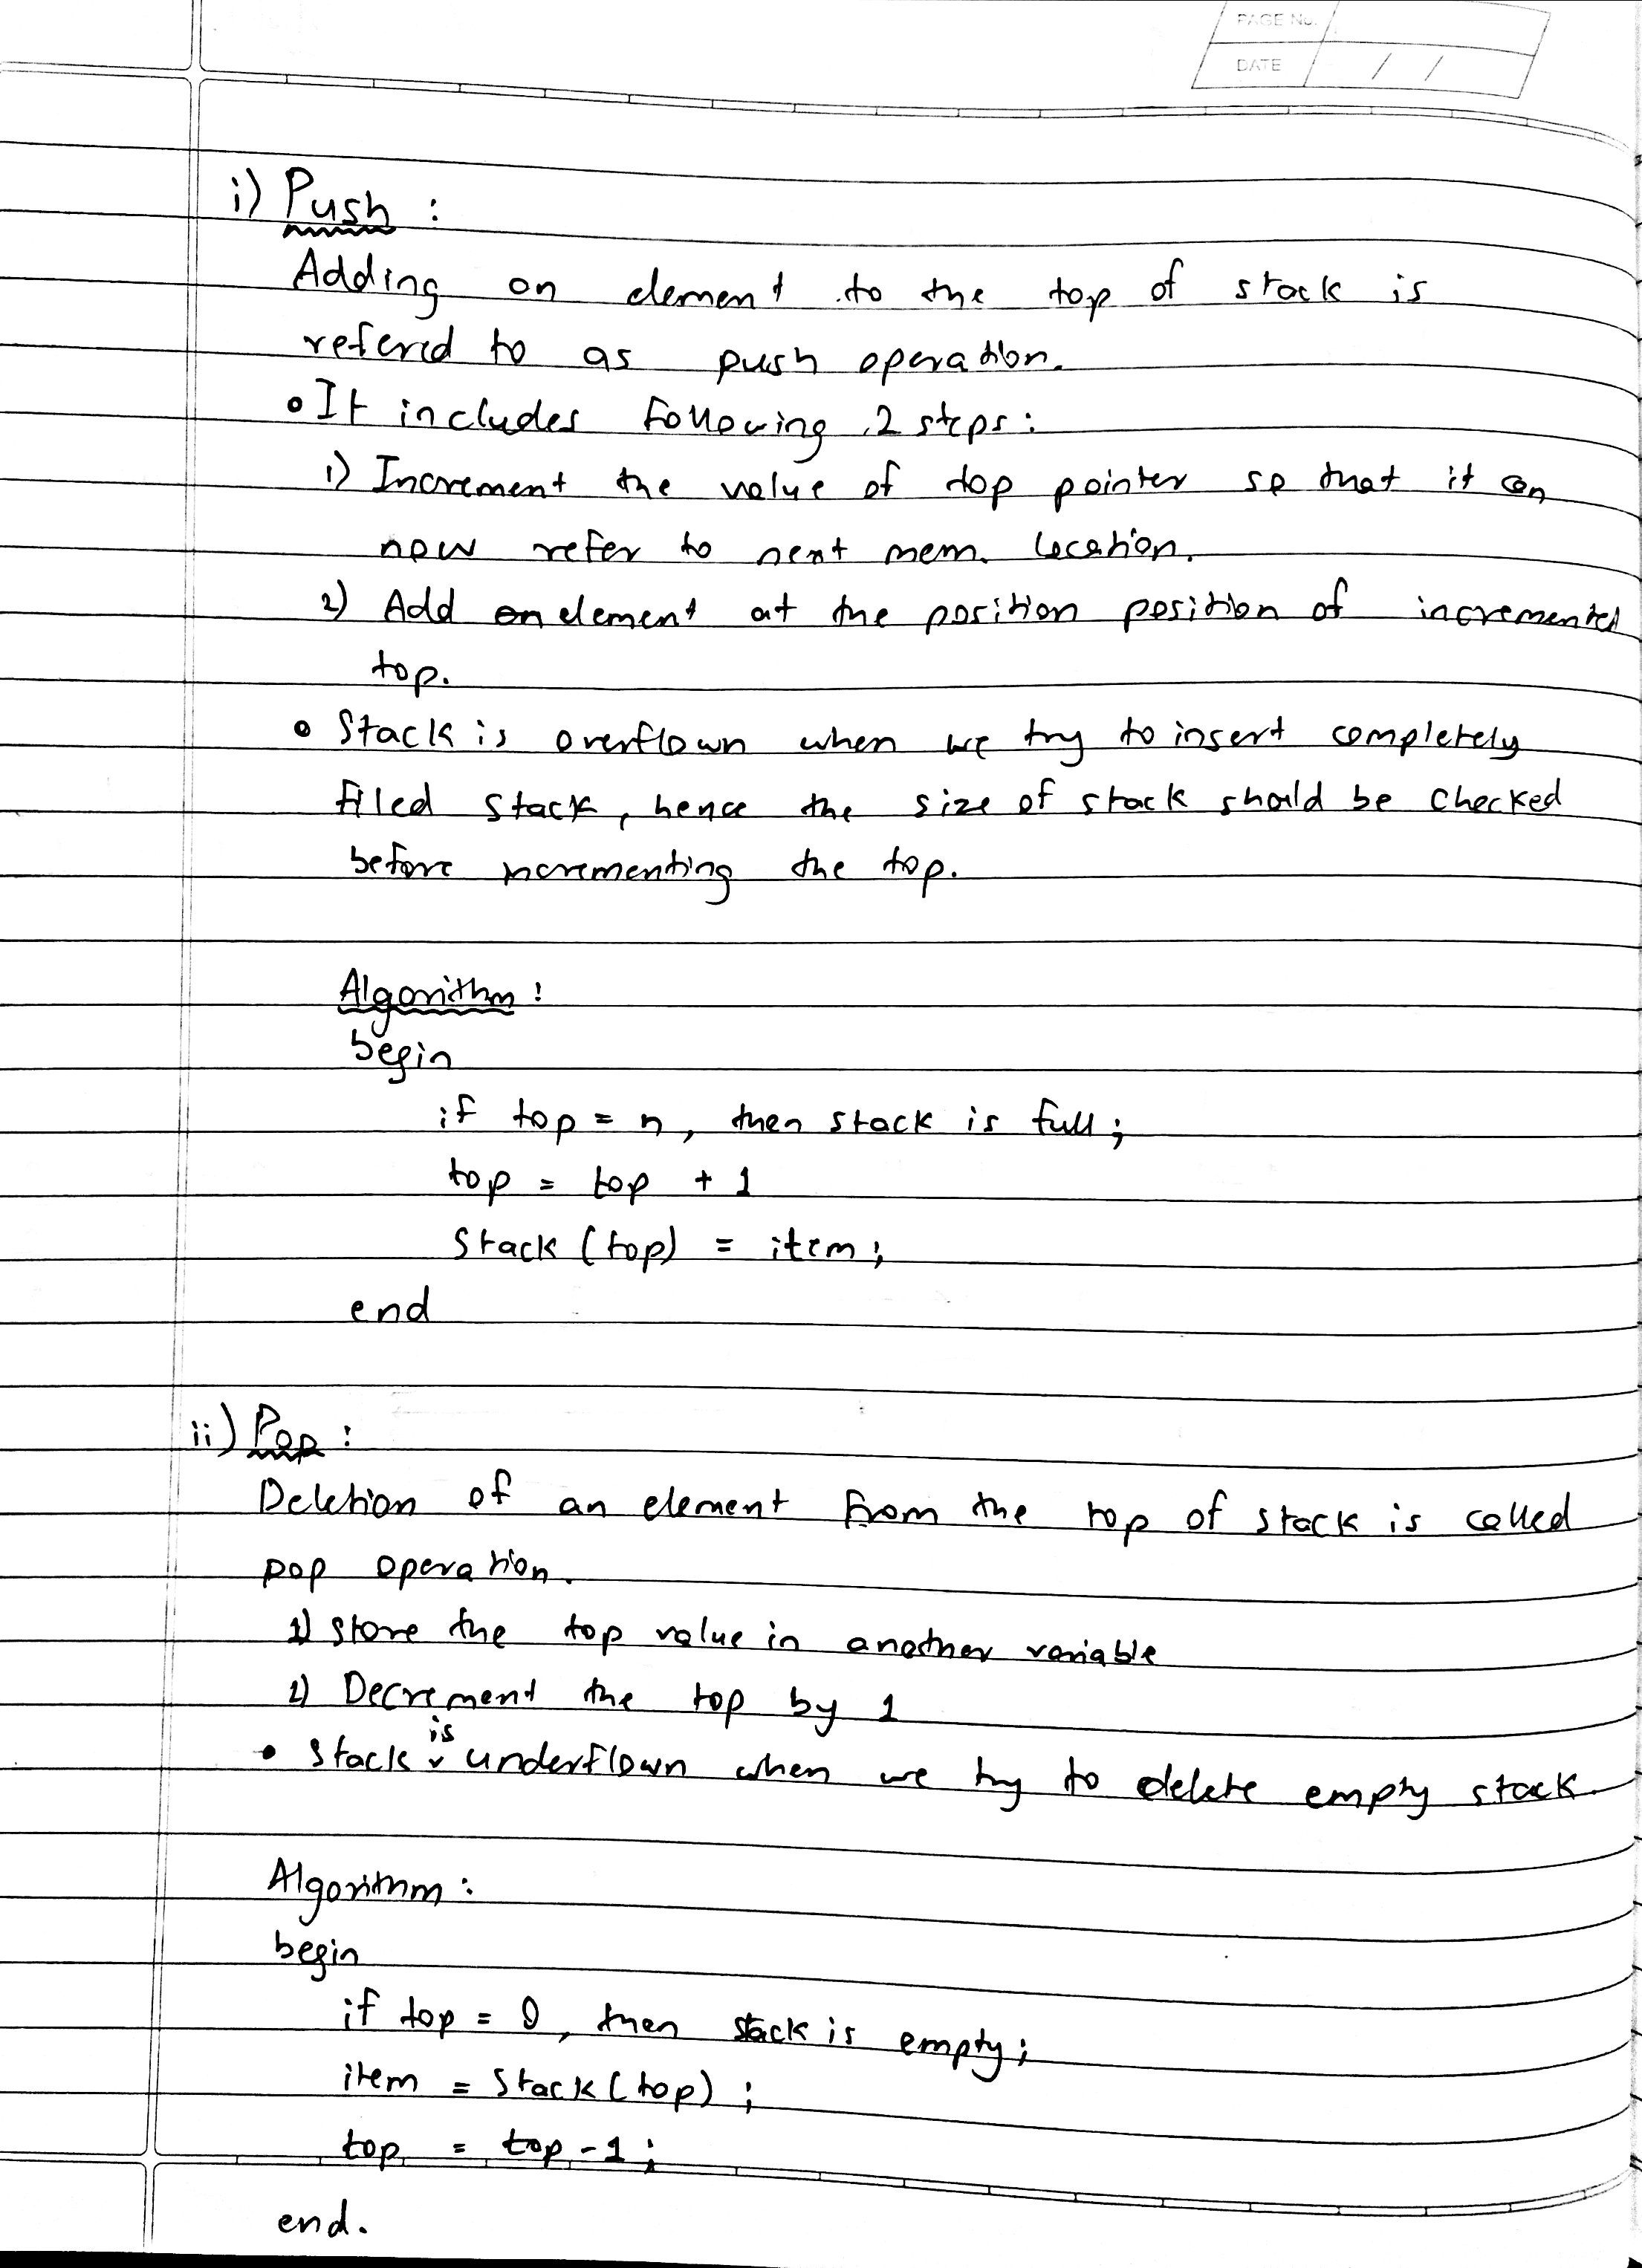 PAGE No.
DATE / /
i) Push :
Adding an element to the top of stack is
refered to as push operation.
• It includes following 2 steps:
1) Increment the value of top pointer so that it can
now refer to next mem. location.
2) Add an element at the position position of incremented
top.
• Stack is overflown when we try to insert completely
filed stack, hence the size of stack should be checked
before incrementing the top.
Algorithm :
begin
if top = n, then stack is full;
top = top + 1
Stack (top) = item;
end
ii) Pop :
Deletion of an element from the top of stack is called
pop operation.
1) Store the top value in another variable
2) Decrement the top by 1
• Stack is underflown when we try to delete empty stack
Algorithm :
begin
if top = 0, then stack is empty;
item = Stack (top) ;
top = top - 1 ;
end.